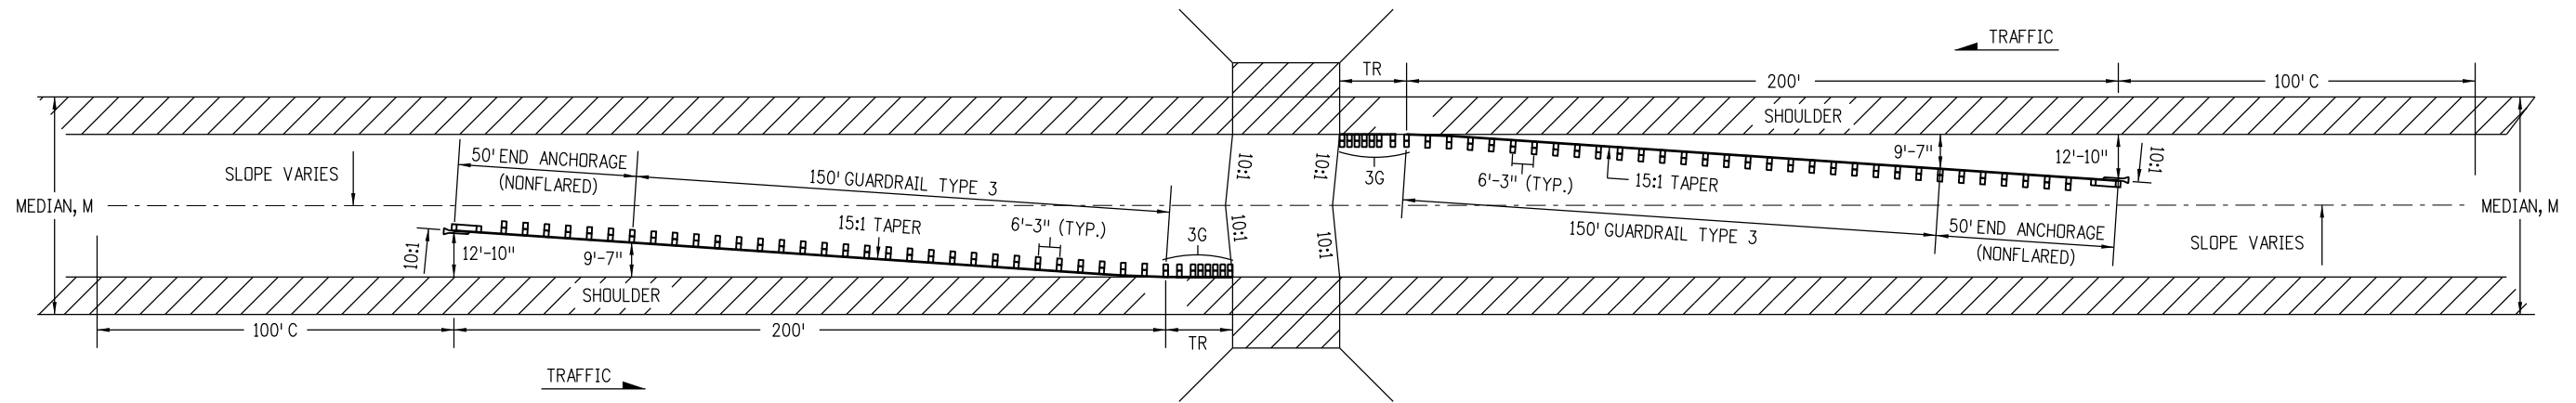 TRAFFIC
TR
200'
100' C
SHOULDER
50' END ANCHORAGE
(NONFLARED)
SLOPE VARIES
150' GUARDRAIL TYPE 3
10:1
10:1
3G
6'-3" (TYP.)
15:1 TAPER
9'-7"
12'-10"
10:1
MEDIAN, M
MEDIAN, M
10:1
12'-10"
9'-7"
15:1 TAPER
6'-3" (TYP.)
3G
10:1
10:1
150' GUARDRAIL TYPE 3
50' END ANCHORAGE
(NONFLARED)
SLOPE VARIES
SHOULDER
100' C
200'
TR
TRAFFIC